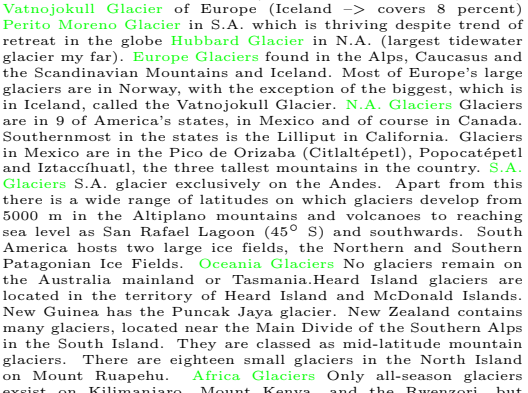 Vatnojokull Glacier of Europe (Iceland –> covers 8 percent)
Perito Moreno Glacier in S.A. which is thriving despite trend of
retreat in the globe Hubbard Glacier in N.A. (largest tidewater
glacier my far). Europe Glaciers found in the Alps, Caucasus and
the Scandinavian Mountains and Iceland. Most of Europe's large
glaciers are in Norway, with the exception of the biggest, which is
in Iceland, called the Vatnojokull Glacier. N.A. Glaciers Glaciers
are in 9 of America's states, in Mexico and of course in Canada.
Southernmost in the states is the Lilliput in California. Glaciers
in Mexico are in the Pico de Orizaba (Citlaltépetl), Popocatépetl
and Iztaccíhuatl, the three tallest mountains in the country. S.A.
Glaciers S.A. glacier exclusively on the Andes. Apart from this
there is a wide range of latitudes on which glaciers develop from
5000 m in the Altiplano mountains and volcanoes to reaching
sea level as San Rafael Lagoon (45° S) and southwards. South
America hosts two large ice fields, the Northern and Southern
Patagonian Ice Fields. Oceania Glaciers No glaciers remain on
the Australia mainland or Tasmania.Heard Island glaciers are
located in the territory of Heard Island and McDonald Islands.
New Guinea has the Puncak Jaya glacier. New Zealand contains
many glaciers, located near the Main Divide of the Southern Alps
in the South Island. They are classed as mid-latitude mountain
glaciers. There are eighteen small glaciers in the North Island
on Mount Ruapehu. Africa Glaciers Only all-season glaciers
exsist on Kilimanjaro, Mount Kenya, and the Rwenzori, but